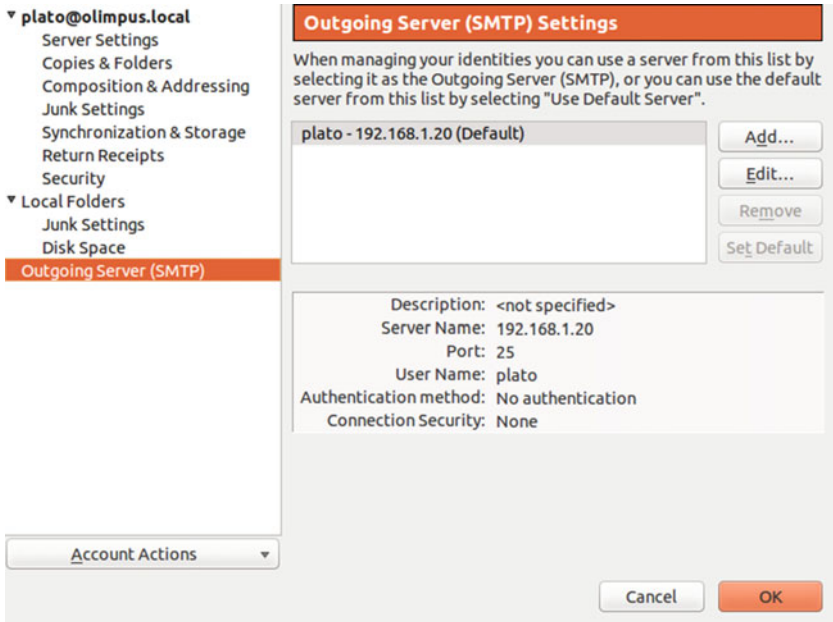 plato@olimpus.local
Server Settings
Copies & Folders
Composition & Addressing
Junk Settings
Synchronization & Storage
Return Receipts
Security
Local Folders
Junk Settings
Disk Space
Outgoing Server (SMTP)
Account Actions
Outgoing Server (SMTP) Settings
When managing your identities you can use a server from this list by
selecting it as the Outgoing Server (SMTP), or you can use the default
server from this list by selecting "Use Default Server".
plato - 192.168.1.20 (Default)
Add...
Edit...
Remove
Set Default
Description: <not specified>
Server Name: 192.168.1.20
Port: 25
User Name: plato
Authentication method: No authentication
Connection Security: None
Cancel
OK